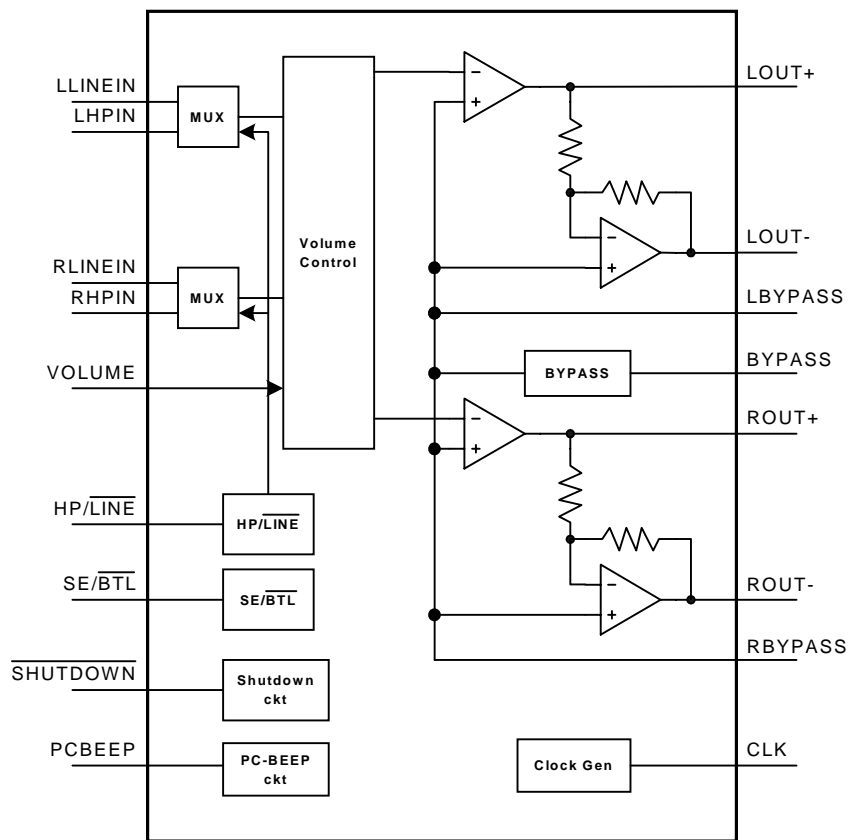 LLINEIN
LHPIN
MUX
RLINEIN
RHPIN
MUX
VOLUME
Volume
Control
HP/LINE
HP/LINE
SE/BTL
SE/BTL
SHUTDOWN
Shutdown
ckt
PCBEEP
PC-BEEP
ckt
−
+
LOUT+
−
+
LOUT-
LBYPASS
BYPASS
BYPASS
−
+
ROUT+
−
+
ROUT-
RBYPASS
Clock Gen
CLK